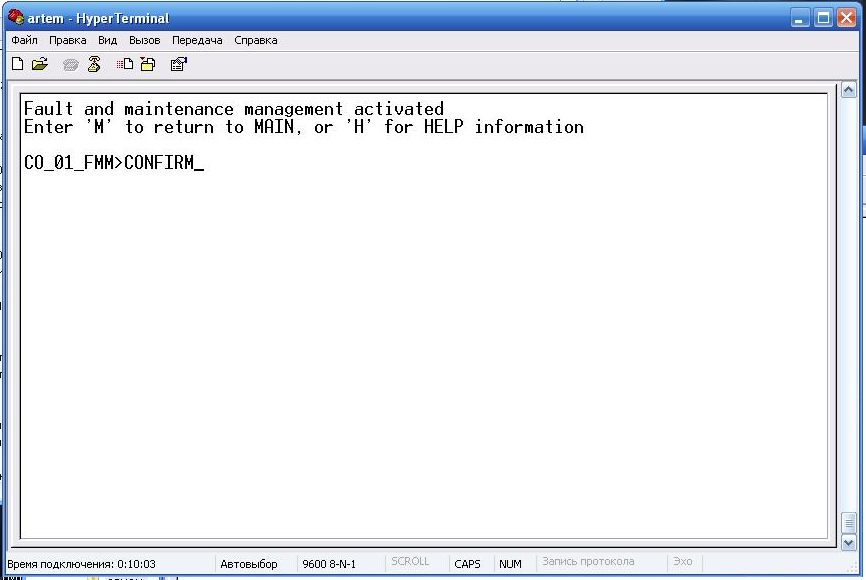 artem - HyperTerminal
Файл Правка Вид Вызов Передача Справка
Fault and maintenance management activated
Enter 'M' to return to MAIN, or 'H' for HELP information
CO_01_FMM>CONFIRM_
Время подключения: 0:10:03 Автовыбор 9600 8-N-1 SCROLL CAPS NUM Запись протокола Эхо